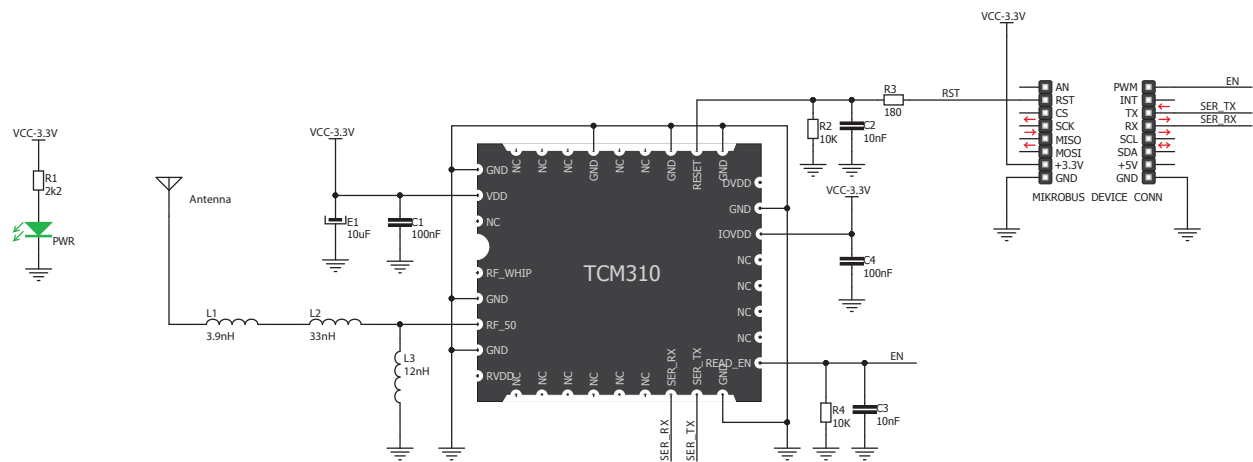 VCC-3.3V
R1
2k2
PWR
Antenna
L1
3.9nH
L2
33nH
L3
12nH
VCC-3.3V
E1
10uF
C1
100nF
TCM310
GND
VDD
NC
RF_WHIP
GND
RF_50
GND
RVDD
NC
NC
NC
GND
NC
NC
GND
RESET
GND
DVDD
GND
IOVDD
NC
NC
NC
NC
READ_EN
NC
NC
NC
NC
NC
NC
SER_RX
SER_TX
GND
SER_RX
SER_TX
R2
10K
C2
10nF
R3
180
RST
VCC-3.3V
C4
100nF
EN
R4
10K
C3
10nF
VCC-3.3V
AN
RST
CS
SCK
MISO
MOSI
+3.3V
GND
PWM
INT
TX
RX
SCL
SDA
+5V
GND
EN
SER_TX
SER_RX
MIKROBUS DEVICE CONN